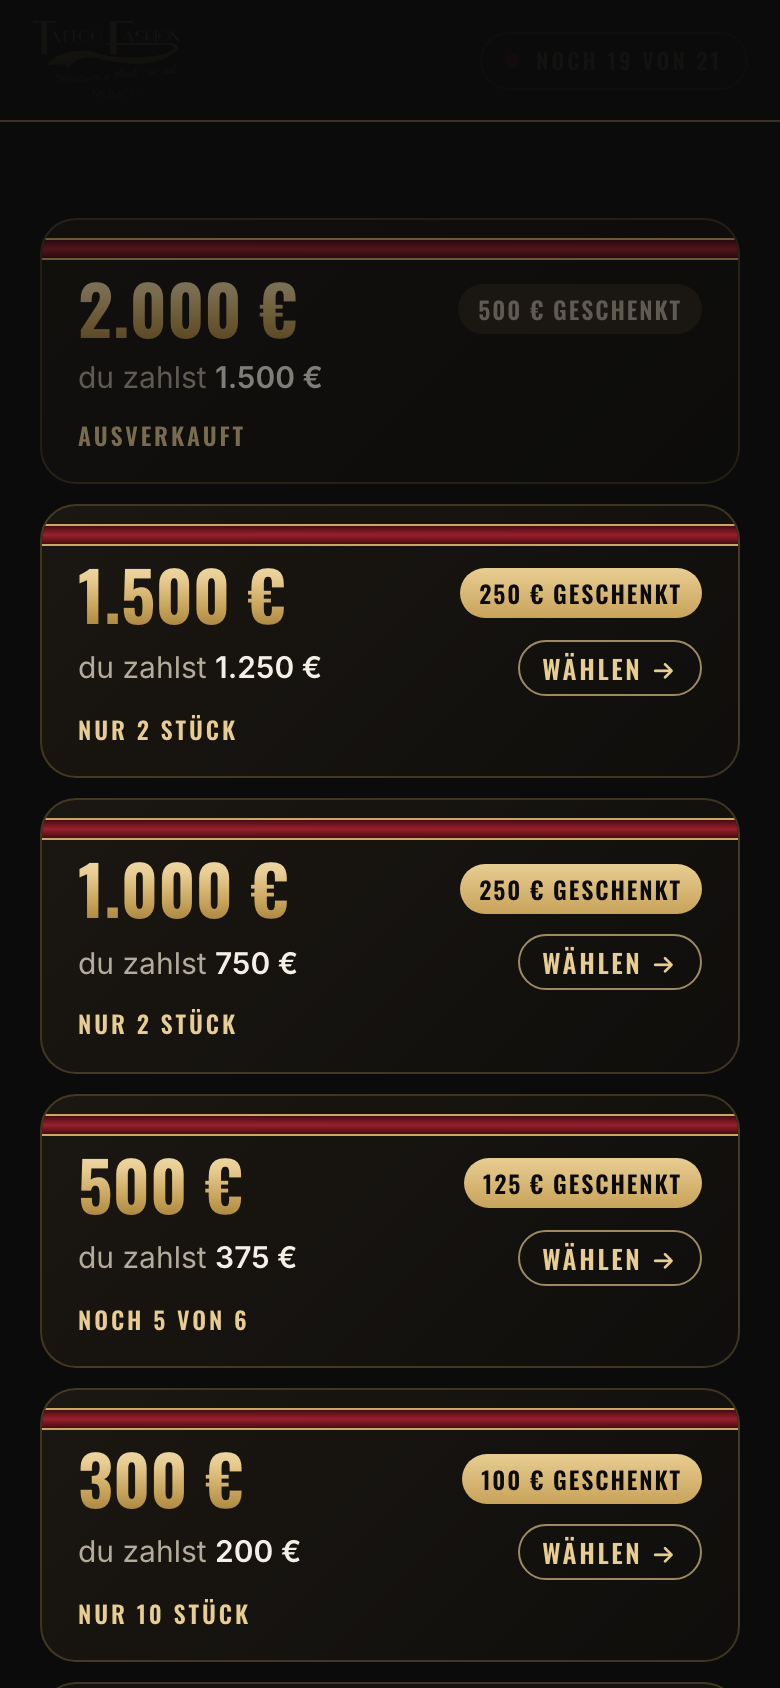 TATTOO FASHION
NOCH 19 VON 21
2.000 €
500 € GESCHENKT
du zahlst 1.500 €
AUSVERKAUFT
1.500 €
250 € GESCHENKT
du zahlst 1.250 €
WÄHLEN →
NUR 2 STÜCK
1.000 €
250 € GESCHENKT
du zahlst 750 €
WÄHLEN →
NUR 2 STÜCK
500 €
125 € GESCHENKT
du zahlst 375 €
WÄHLEN →
NOCH 5 VON 6
300 €
100 € GESCHENKT
du zahlst 200 €
WÄHLEN →
NUR 10 STÜCK